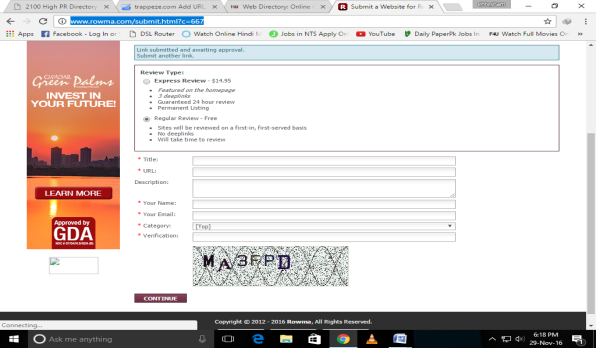 2100 High PR Directory
trappeze.com Add URL
Web Directory: Online
Submit a Website for R
www.rowma.com/submit.html?c=667
Apps
Facebook - Log In or
DSL Router
Watch Online Hindi M
Jobs in NTS Apply On
YouTube
Daily PaperPk Jobs In
Watch Full Movies On
Link submitted and awaiting approval.
Submit another link.
Review Type:
Express Review - $14.95
Featured on the homepage
3 deeplinks
Guaranteed 24 hour review
Permanent Listing
Regular Review - Free
Sites will be reviewed on a first-in, first-served basis
No deeplinks
Will take time to review
* Title:
* URL:
Description:
* Your Name:
* Your Email:
* Category:
[Top]
* Verification:
MA3FPD
CONTINUE
Green Palms
INVEST IN
YOUR FUTURE!
LEARN MORE
Approved by
GDA
Copyright © 2012 - 2016 Rowma, All Rights Reserved.
Connecting...
Ask me anything
6:18 PM
29-Nov-16